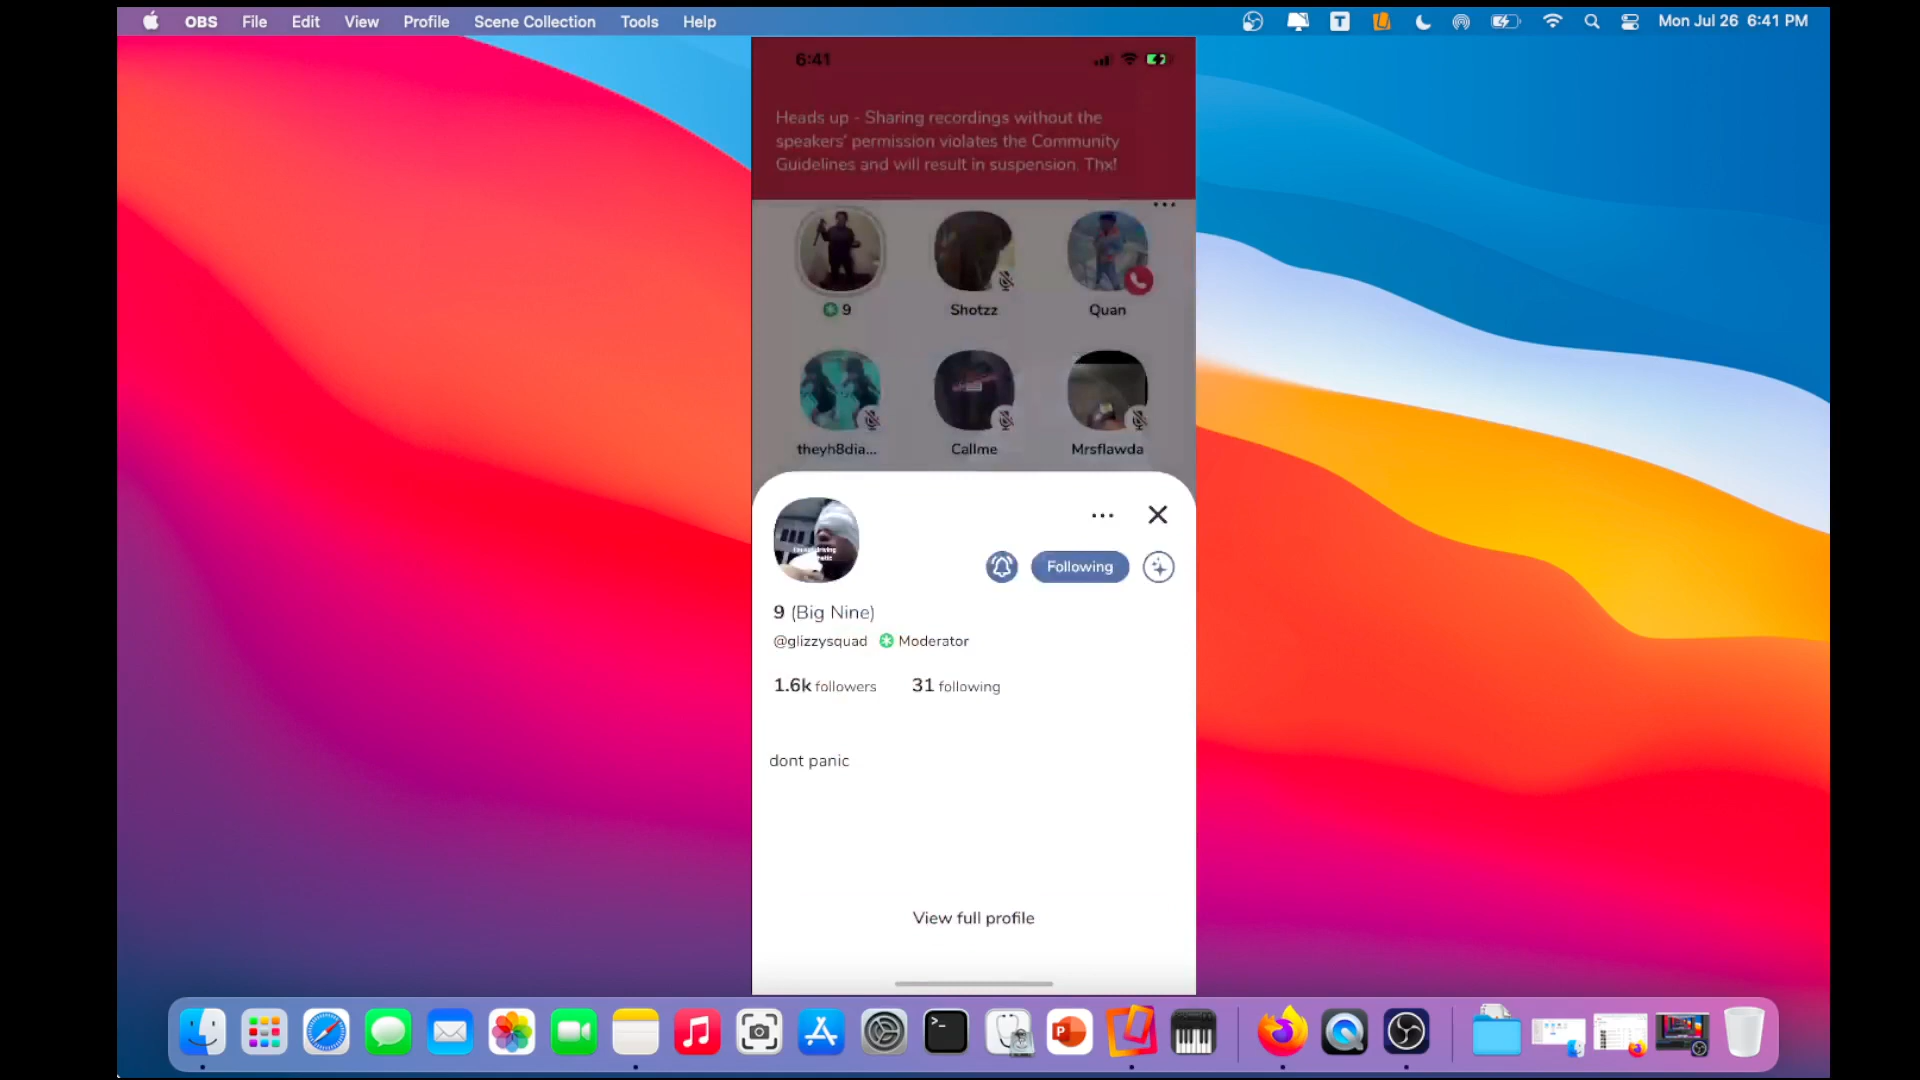 OBS File Edit View Profile Scene Collection Tools Help
Mon Jul 26 6:41 PM
6:41
Heads up - Sharing recordings without the
speakers' permission violates the Community
Guidelines and will result in suspension. Thx!
9 Shotzz Quan
theyh8dia... Callme Mrsflawda
Following
9 (Big Nine)
@glizzysquad Moderator
1.6k followers 31 following
dont panic
View full profile